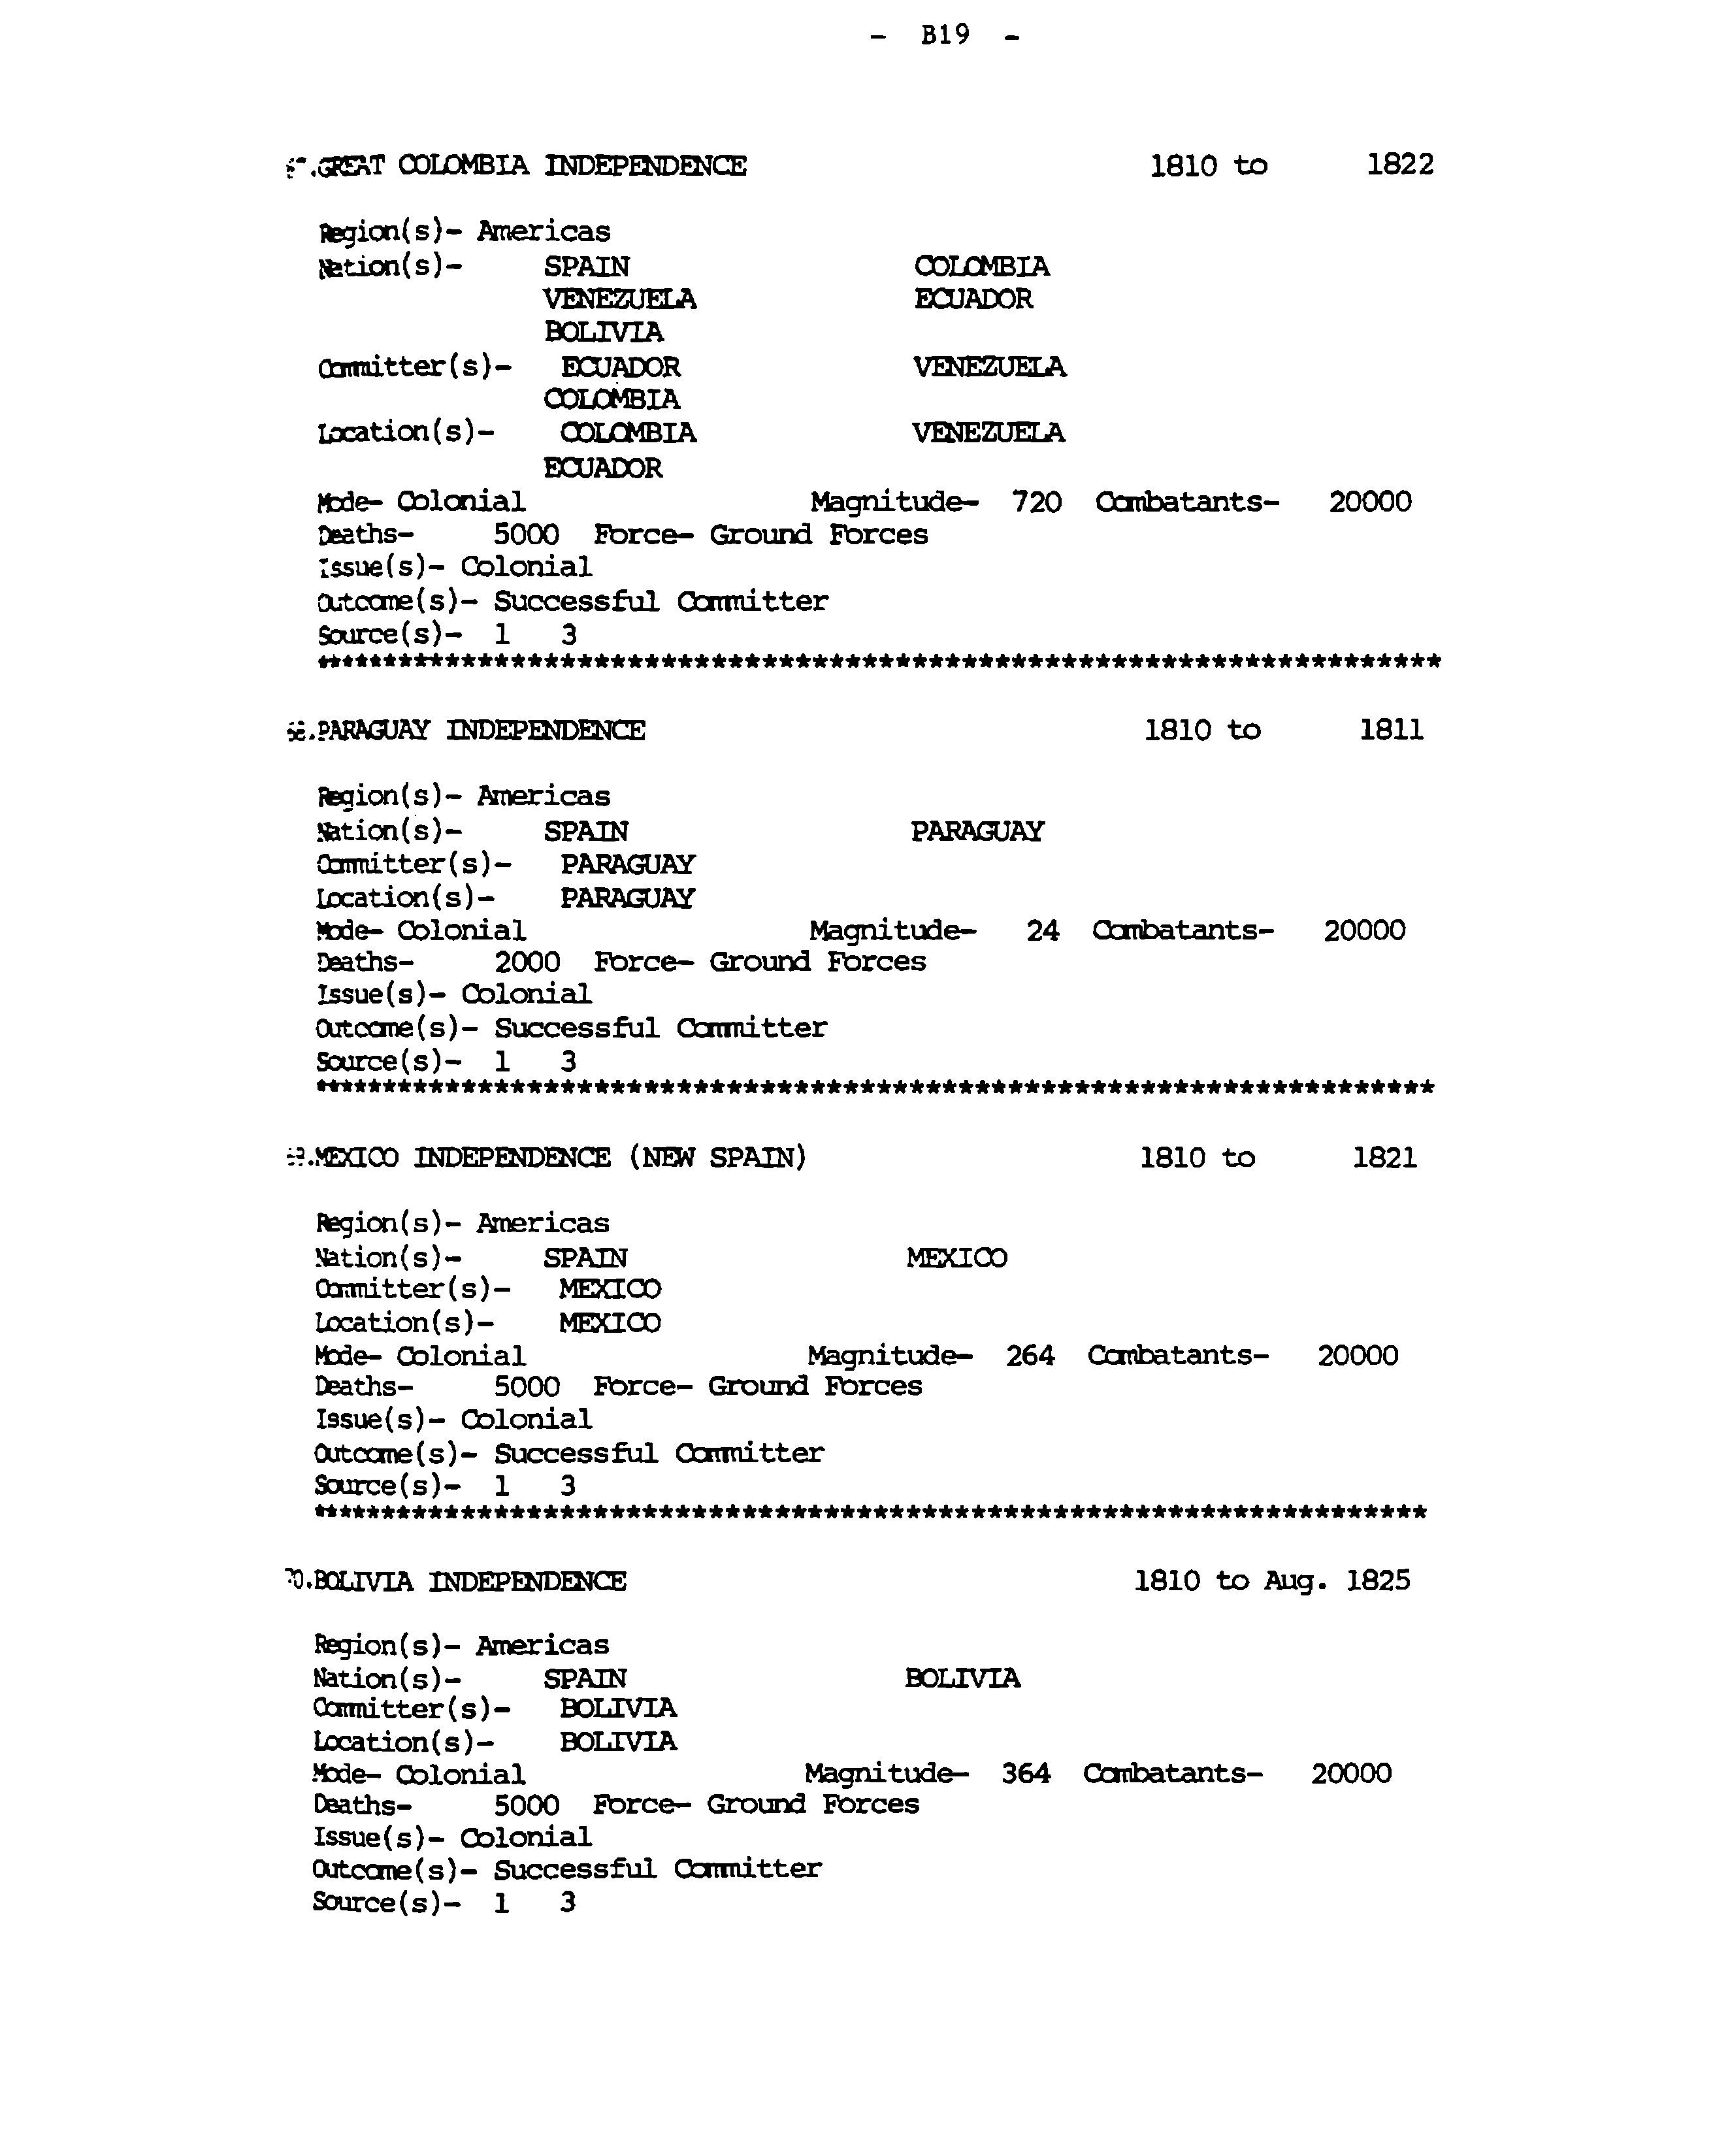 - B19 -
GREAT COLOMBIA INDEPENDENCE 1810 to 1822
Region(s)- Americas
Nation(s)- SPAIN COLOMBIA
VENEZUELA ECUADOR
BOLIVIA
Committer(s)- ECUADOR VENEZUELA
COLOMBIA
Location(s)- COLOMBIA VENEZUELA
ECUADOR
Mode- Colonial Magnitude- 720 Combatants- 20000
Deaths- 5000 Force- Ground Forces
Issue(s)- Colonial
Outcome(s)- Successful Committer
Source(s)- 1 3
********************************************************************
PARAGUAY INDEPENDENCE 1810 to 1811
Region(s)- Americas
Nation(s)- SPAIN PARAGUAY
Committer(s)- PARAGUAY
Location(s)- PARAGUAY
Mode- Colonial Magnitude- 24 Combatants- 20000
Deaths- 2000 Force- Ground Forces
Issue(s)- Colonial
Outcome(s)- Successful Committer
Source(s)- 1 3
********************************************************************
MEXICO INDEPENDENCE (NEW SPAIN) 1810 to 1821
Region(s)- Americas
Nation(s)- SPAIN MEXICO
Committer(s)- MEXICO
Location(s)- MEXICO
Mode- Colonial Magnitude- 264 Combatants- 20000
Deaths- 5000 Force- Ground Forces
Issue(s)- Colonial
Outcome(s)- Successful Committer
Source(s)- 1 3
********************************************************************
70.BOLIVIA INDEPENDENCE 1810 to Aug. 1825
Region(s)- Americas
Nation(s)- SPAIN BOLIVIA
Committer(s)- BOLIVIA
Location(s)- BOLIVIA
Mode- Colonial Magnitude- 364 Combatants- 20000
Deaths- 5000 Force- Ground Forces
Issue(s)- Colonial
Outcome(s)- Successful Committer
Source(s)- 1 3